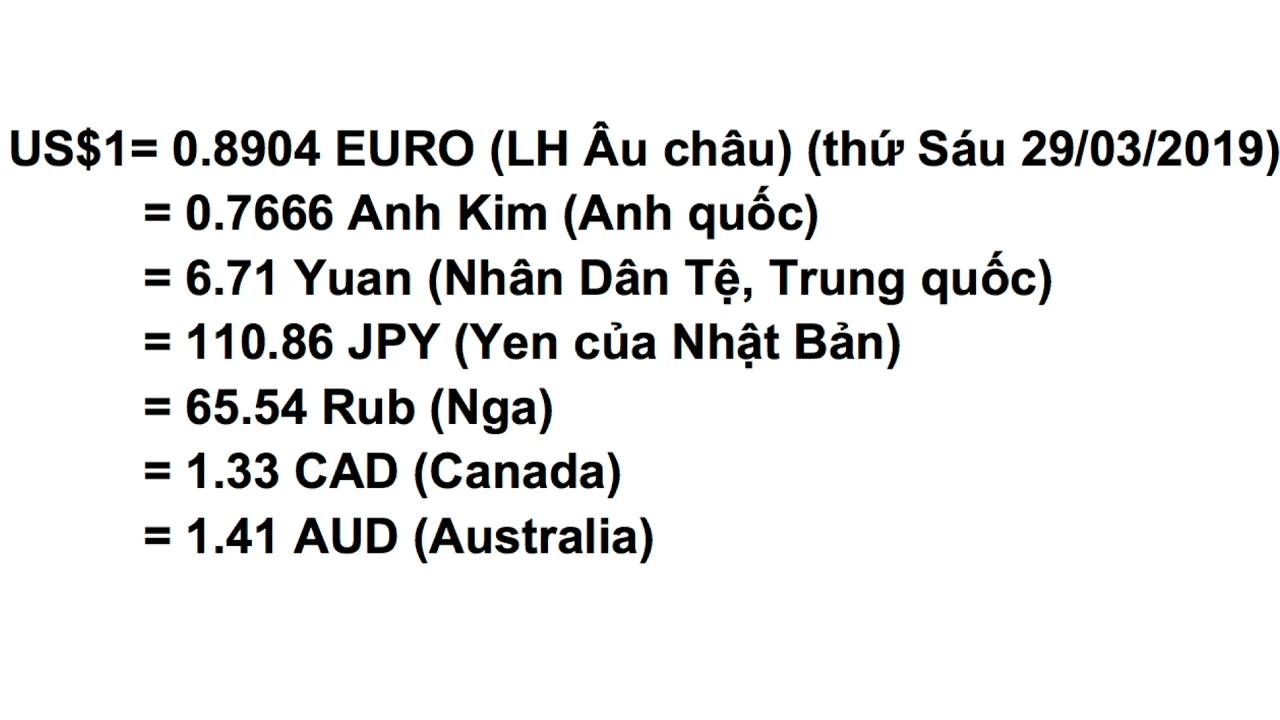 US$1= 0.8904 EURO (LH Âu châu) (thứ Sáu 29/03/2019)
= 0.7666 Anh Kim (Anh quốc)
= 6.71 Yuan (Nhân Dân Tệ, Trung quốc)
= 110.86 JPY (Yen của Nhật Bản)
= 65.54 Rub (Nga)
= 1.33 CAD (Canada)
= 1.41 AUD (Australia)